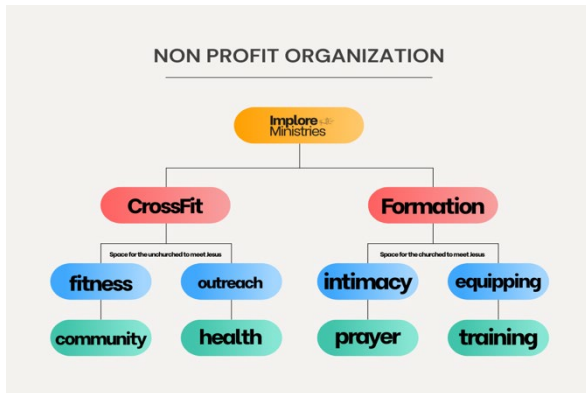 NON PROFIT ORGANIZATION
Implore
Ministries
CrossFit
Formation
Space for the unchurched to meet Jesus
Space for the churched to meet Jesus
fitness
outreach
intimacy
equipping
community
health
prayer
training